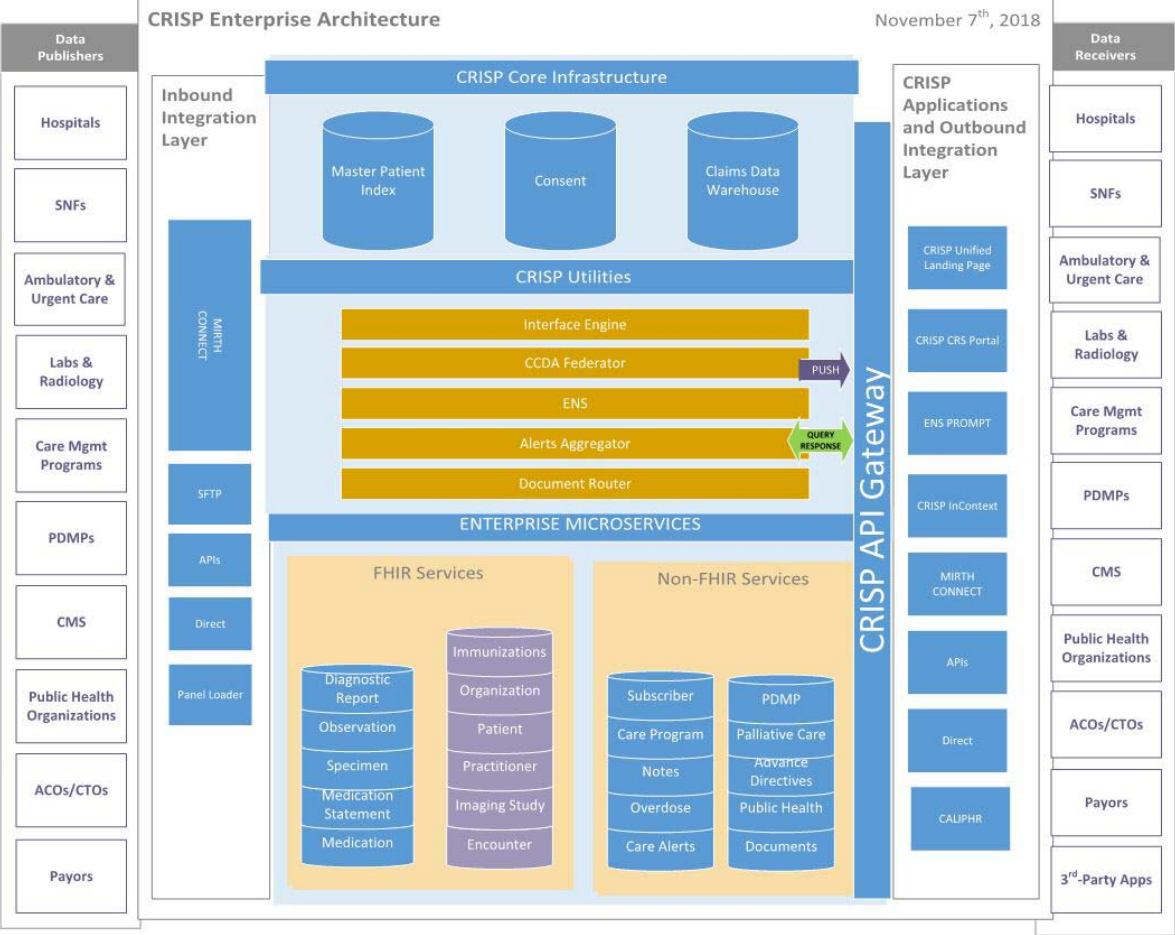 CRISP Enterprise Architecture
November 7th, 2018
Data
Publishers
Hospitals
SNFs
Ambulatory &
Urgent Care
Labs &
Radiology
Care Mgmt
Programs
PDMPs
CMS
Public Health
Organizations
ACOs/CTOs
Payors
Inbound
Integration
Layer
MIRTH
CONNECT
SFTP
APIs
Direct
Panel Loader
CRISP Core Infrastructure
Master Patient
Index
Consent
Claims Data
Warehouse
CRISP Utilities
Interface Engine
CCDA Federator
ENS
Alerts Aggregator
Document Router
PUSH
QUERY
RESPONSE
ENTERPRISE MICROSERVICES
FHIR Services
Diagnostic
Report
Observation
Specimen
Medication
Statement
Medication
Immunizations
Organization
Patient
Practitioner
Imaging Study
Encounter
Non-FHIR Services
Subscriber
Care Program
Notes
Overdose
Care Alerts
PDMP
Palliative Care
Advance
Directives
Public Health
Documents
CRISP API Gateway
CRISP
Applications
and Outbound
Integration
Layer
CRISP Unified
Landing Page
CRISP CRS Portal
ENS PROMPT
CRISP InContext
MIRTH
CONNECT
APIs
Direct
CALIPHR
Data
Receivers
Hospitals
SNFs
Ambulatory &
Urgent Care
Labs &
Radiology
Care Mgmt
Programs
PDMPs
CMS
Public Health
Organizations
ACOs/CTOs
Payors
3rd-Party Apps